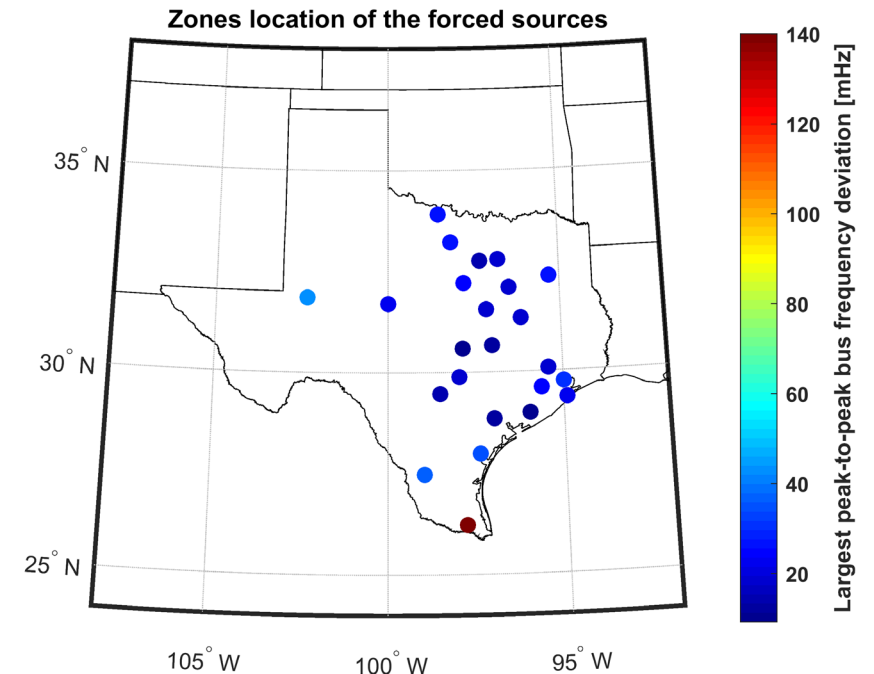 Zones location of the forced sources
35° N
30° N
25° N
105° W
100° W
95° W
140
120
100
80
60
40
20
Largest peak-to-peak bus frequency deviation [mHz]